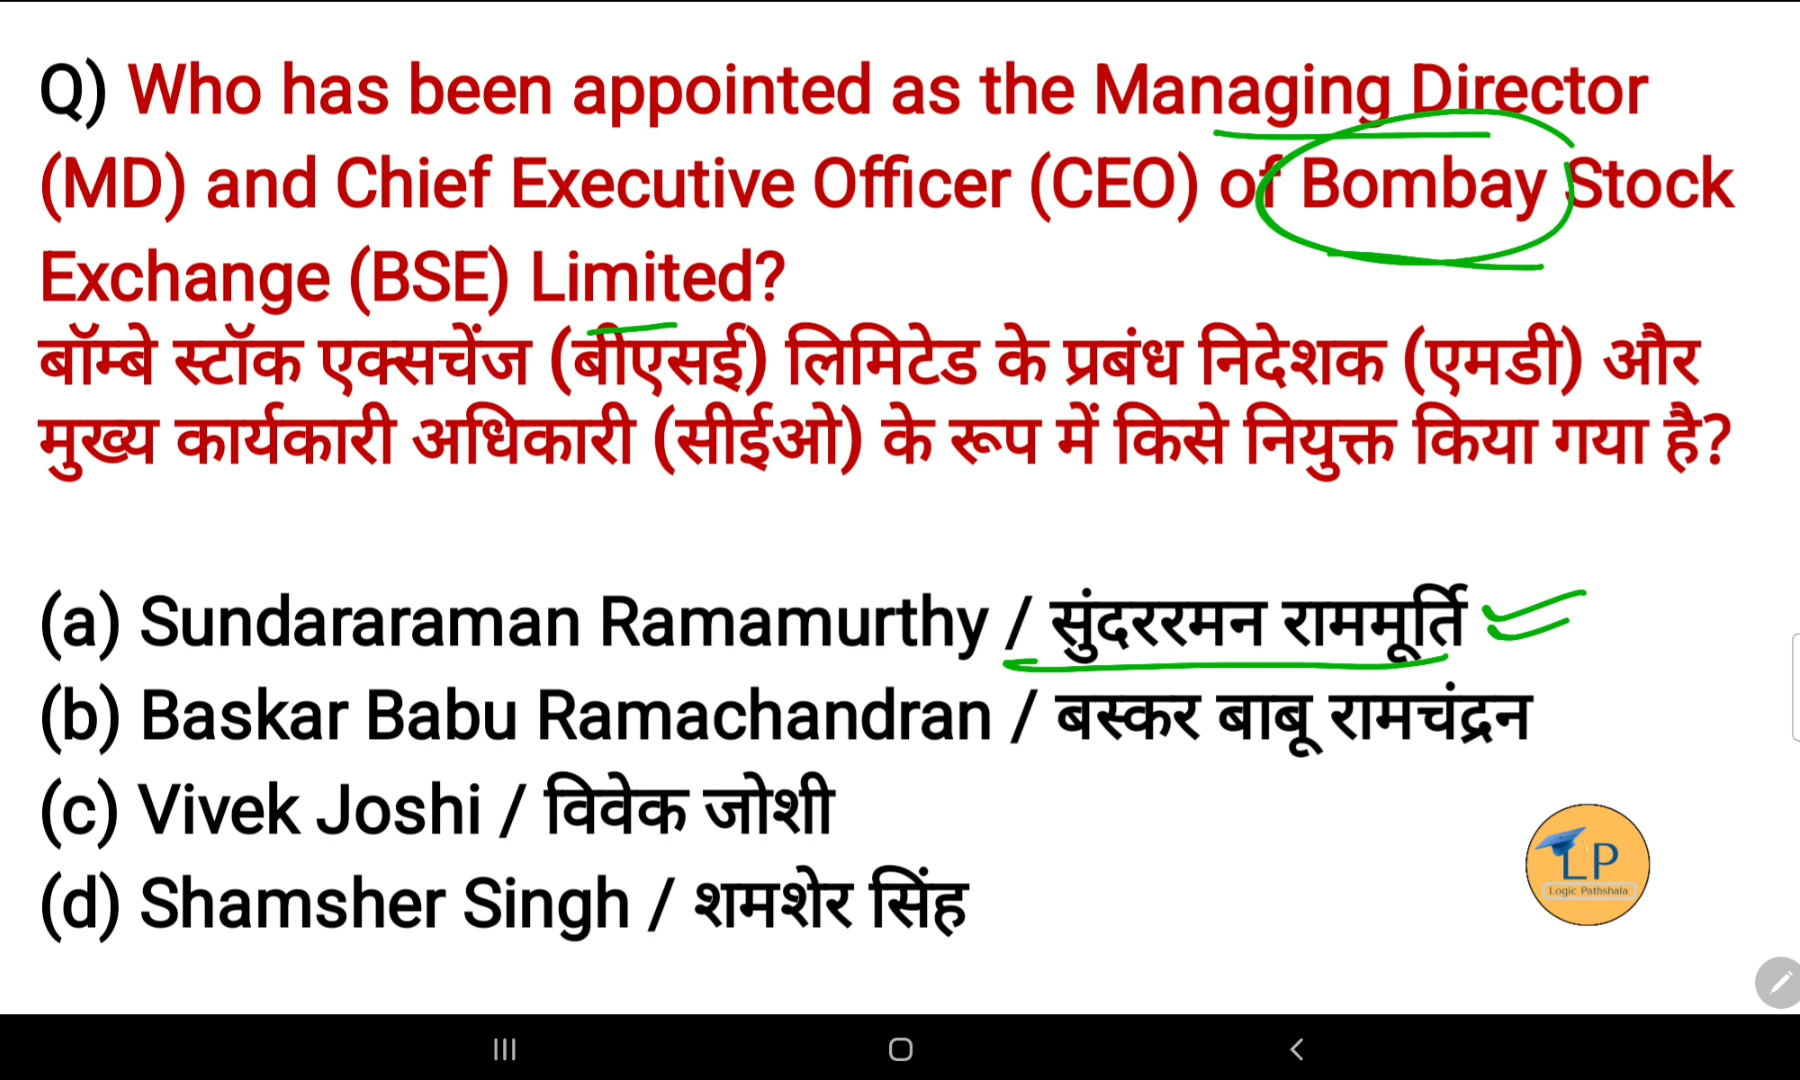 Q) Who has been appointed as the Managing Director
(MD) and Chief Executive Officer (CEO) of Bombay Stock
Exchange (BSE) Limited?
बॉम्बे स्टॉक एक्सचेंज (बीएसई) लिमिटेड के प्रबंध निदेशक (एमडी) और
मुख्य कार्यकारी अधिकारी (सीईओ) के रूप में किसे नियुक्त किया गया है?
(a) Sundararaman Ramamurthy / सुंदररमन राममूर्ति
(b) Baskar Babu Ramachandran / बस्कर बाबू रामचंद्रन
(c) Vivek Joshi / विवेक जोशी
(d) Shamsher Singh / शमशेर सिंह
LP
Logic Pathshala